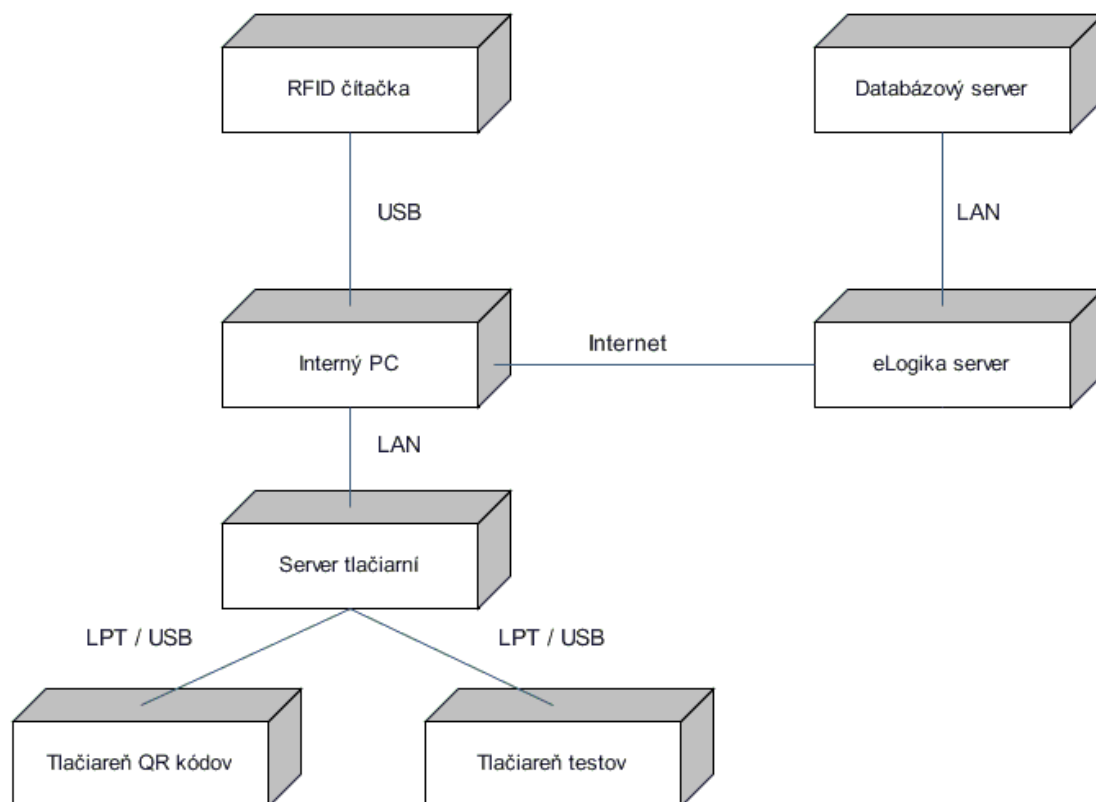 RFID čítačka
Databázový server
USB
LAN
Internet
Interný PC
eLogika server
LAN
Server tlačiarní
LPT / USB
LPT / USB
Tlačiareň QR kódov
Tlačiareň testov